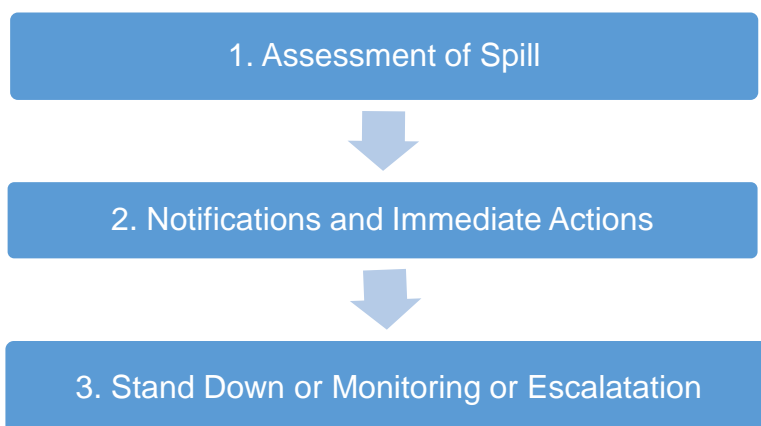 1. Assessment of Spill
2. Notifications and Immediate Actions
3. Stand Down or Monitoring or Escalatation